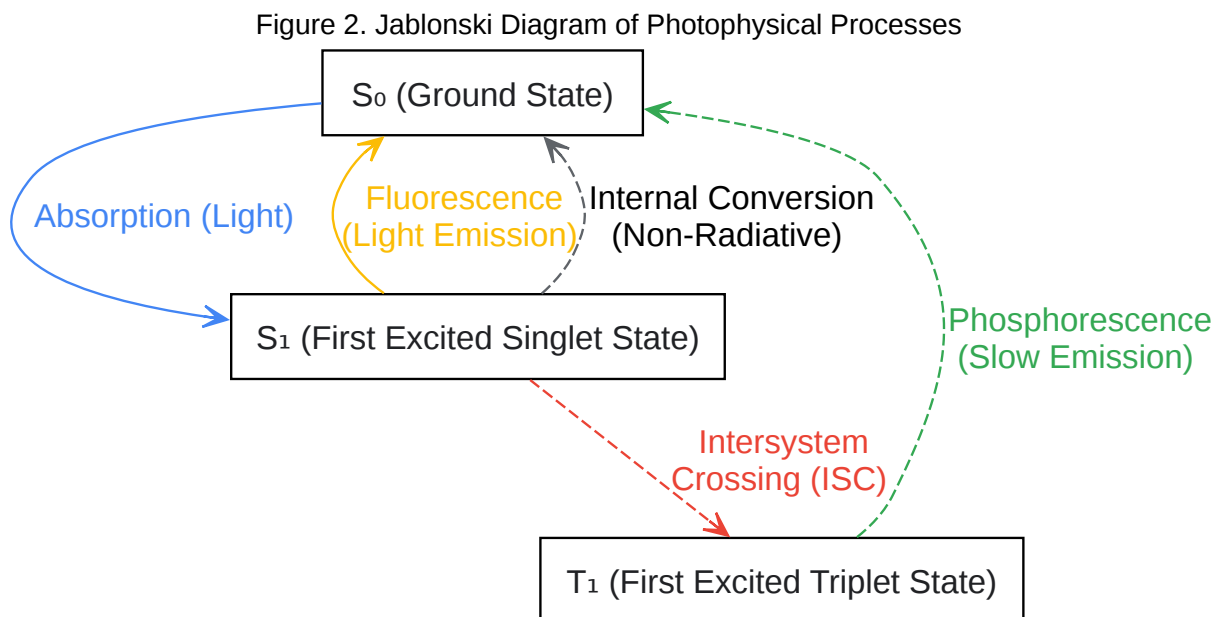 Figure 2. Jablonski Diagram of Photophysical Processes
S₀ (Ground State)
Absorption (Light)
Fluorescence
(Light Emission)
Internal Conversion
(Non-Radiative)
S₁ (First Excited Singlet State)
Phosphorescence
(Slow Emission)
Intersystem
Crossing (ISC)
T₁ (First Excited Triplet State)